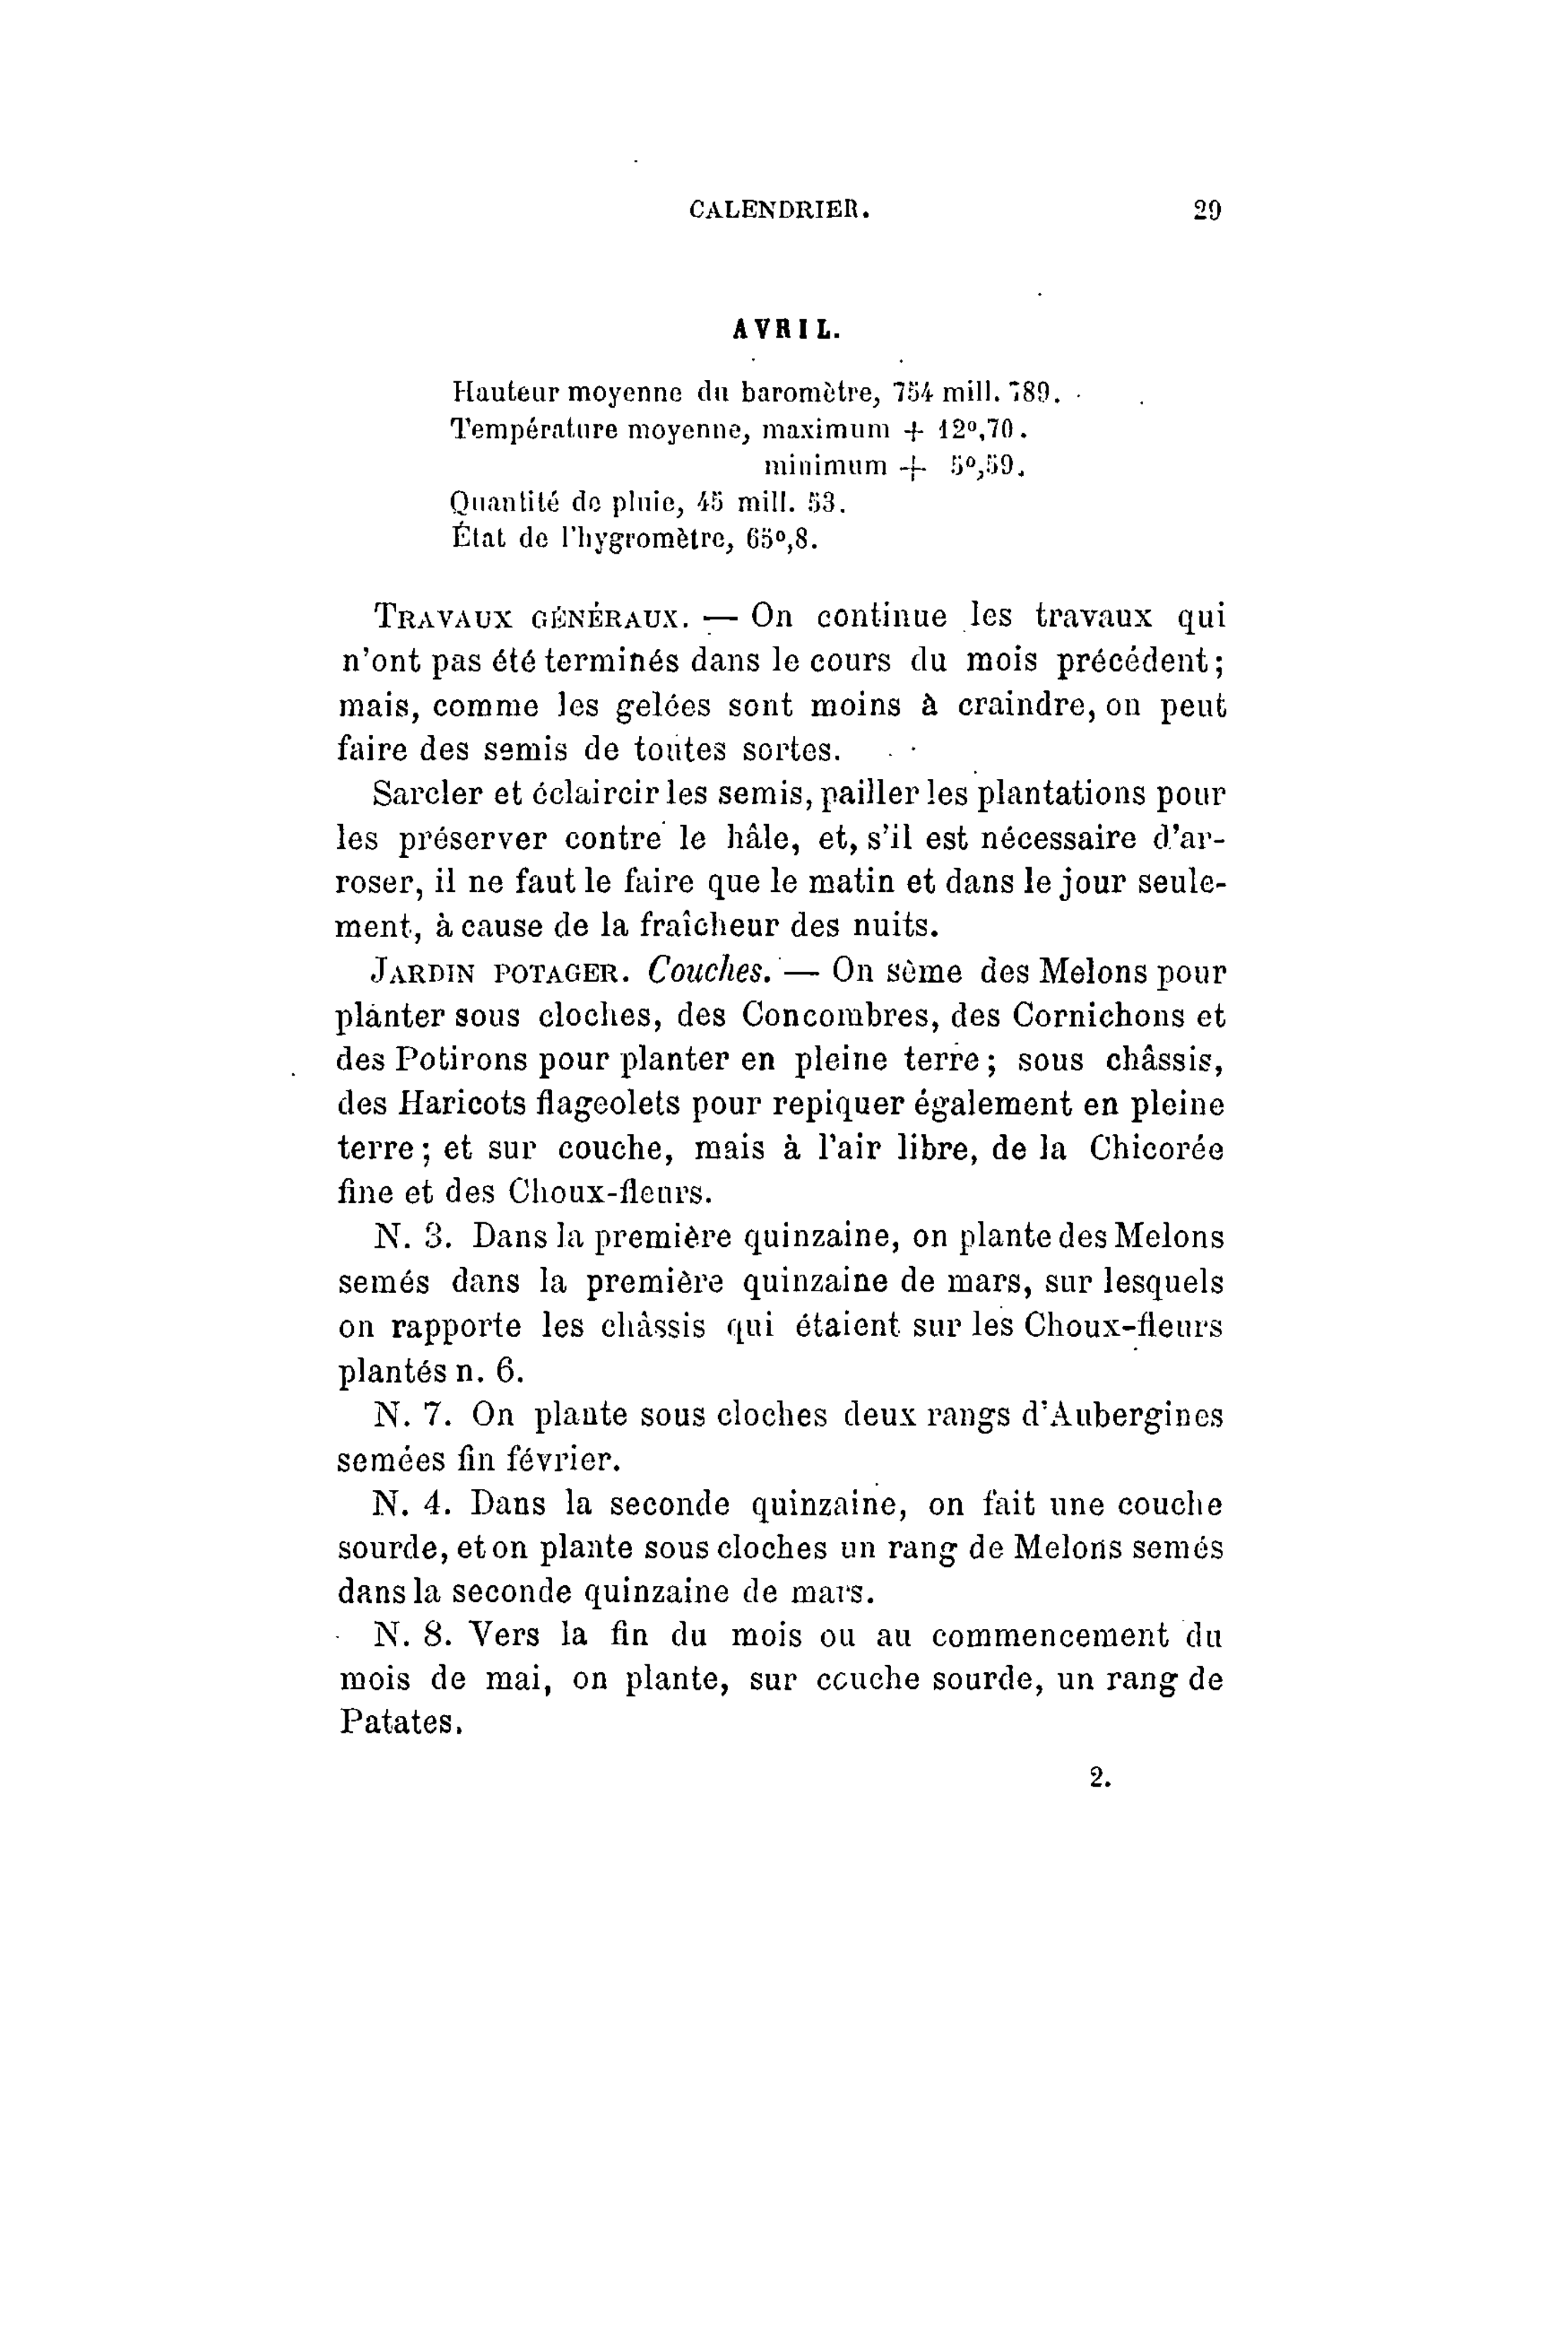 CALENDRIER. 29
AVRIL.
Hauteur moyenne du baromètre, 754 mill. 789.
Température moyenne, maximum + 12º,70.
minimum + 5º,59.
Quantité de pluie, 45 mill. 53.
État de l'hygromètre, 65º,8.
TRAVAUX GÉNÉRAUX. — On continue les travaux qui
n'ont pas été terminés dans le cours du mois précédent;
mais, comme les gelées sont moins à craindre, on peut
faire des semis de toutes sortes.
Sarcler et éclaircir les semis, pailler les plantations pour
les préserver contre le hâle, et, s'il est nécessaire d'ar-
roser, il ne faut le faire que le matin et dans le jour seule-
ment, à cause de la fraîcheur des nuits.
JARDIN POTAGER. Couches. — On sème des Melons pour
planter sous cloches, des Concombres, des Cornichons et
des Potirons pour planter en pleine terre; sous châssis,
des Haricots flageolets pour repiquer également en pleine
terre; et sur couche, mais à l'air libre, de la Chicorée
fine et des Choux-fleurs.
N. 3. Dans la première quinzaine, on plante des Melons
semés dans la première quinzaine de mars, sur lesquels
on rapporte les châssis qui étaient sur les Choux-fleurs
plantés n. 6.
N. 7. On plante sous cloches deux rangs d'Aubergines
semées fin février.
N. 4. Dans la seconde quinzaine, on fait une couche
sourde, et on plante sous cloches un rang de Melons semés
dans la seconde quinzaine de mars.
N. 8. Vers la fin du mois ou au commencement du
mois de mai, on plante, sur couche sourde, un rang de
Patates.
2.